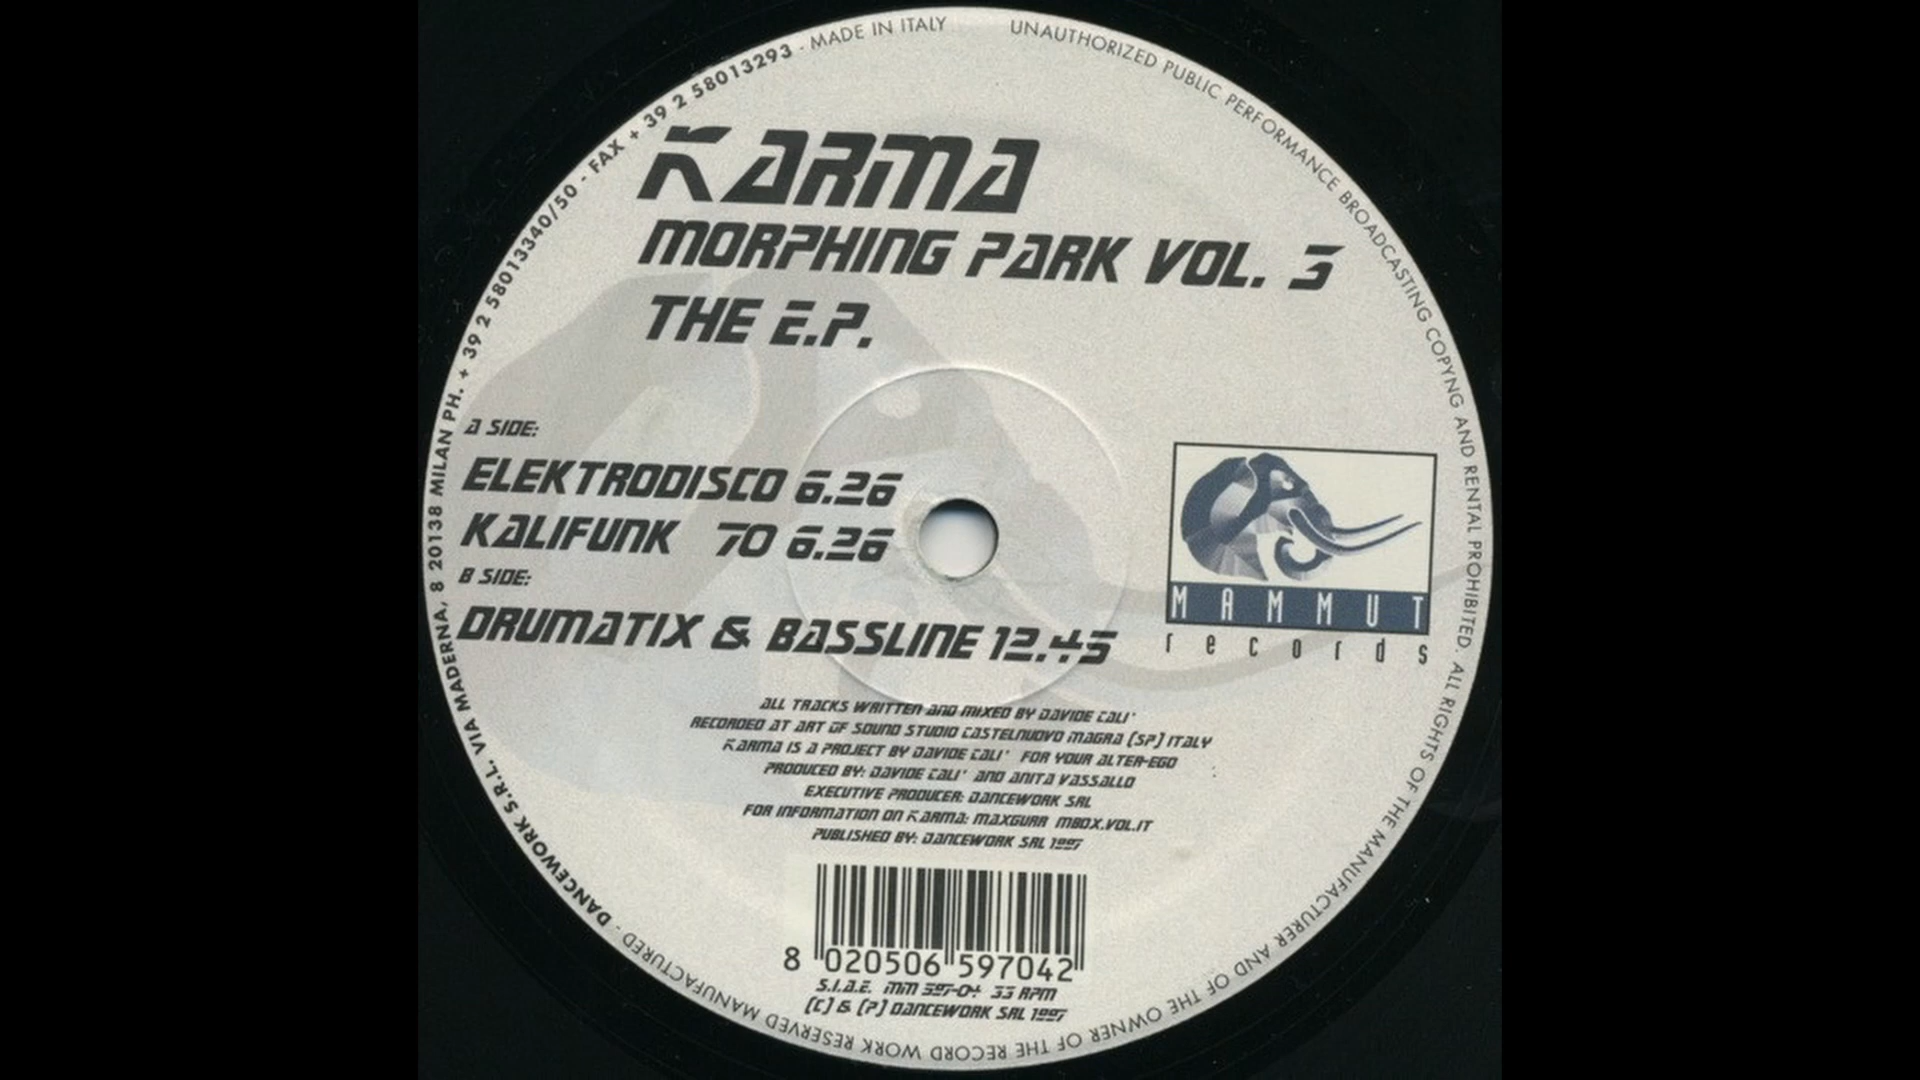 KARMA
MORPHING PARK VOL. 3
THE E.P.
A SIDE:
ELEKTRODISCO 6.26
KALIFUNK 70 6.26
B SIDE:
DRUMATIX & BASSLINE 12.45
MAMMUT
records
ALL TRACKS WRITTEN AND MIXED BY DAVIDE CALI'
RECORDED AT ART OF SOUND STUDIO CASTELNUOVO MAGRA (SP) ITALY
KARMA IS A PROJECT BY DAVIDE CALI' FOR YOUR ALTER-EGO
PRODUCED BY: DAVIDE CALI' AND ANITA VASSALLO
EXECUTIVE PRODUCER: DANCEWORK SRL
FOR INFORMATION ON KARMA: MAXGURR MBOX.VOL.IT
PUBLISHED BY: DANCEWORK SRL 1997
8 020506 597042
S.I.A.E. MM 597-04 33 RPM
(C) & (P) DANCEWORK SRL 1997
UNAUTHORIZED PUBLIC PERFORMANCE BROADCASTING COPYNG AND RENTAL PROHIBITED. ALL RIGHTS OF THE MANUFACTURER AND OF THE OWNER OF THE RECORD WORK RESERVED MANUFACTURED - DANCEWORK S.R.L. VIA MADERNA, 8 20138 MILAN PH. + 39 2 58013340/50 - FAX + 39 2 58013293 - MADE IN ITALY